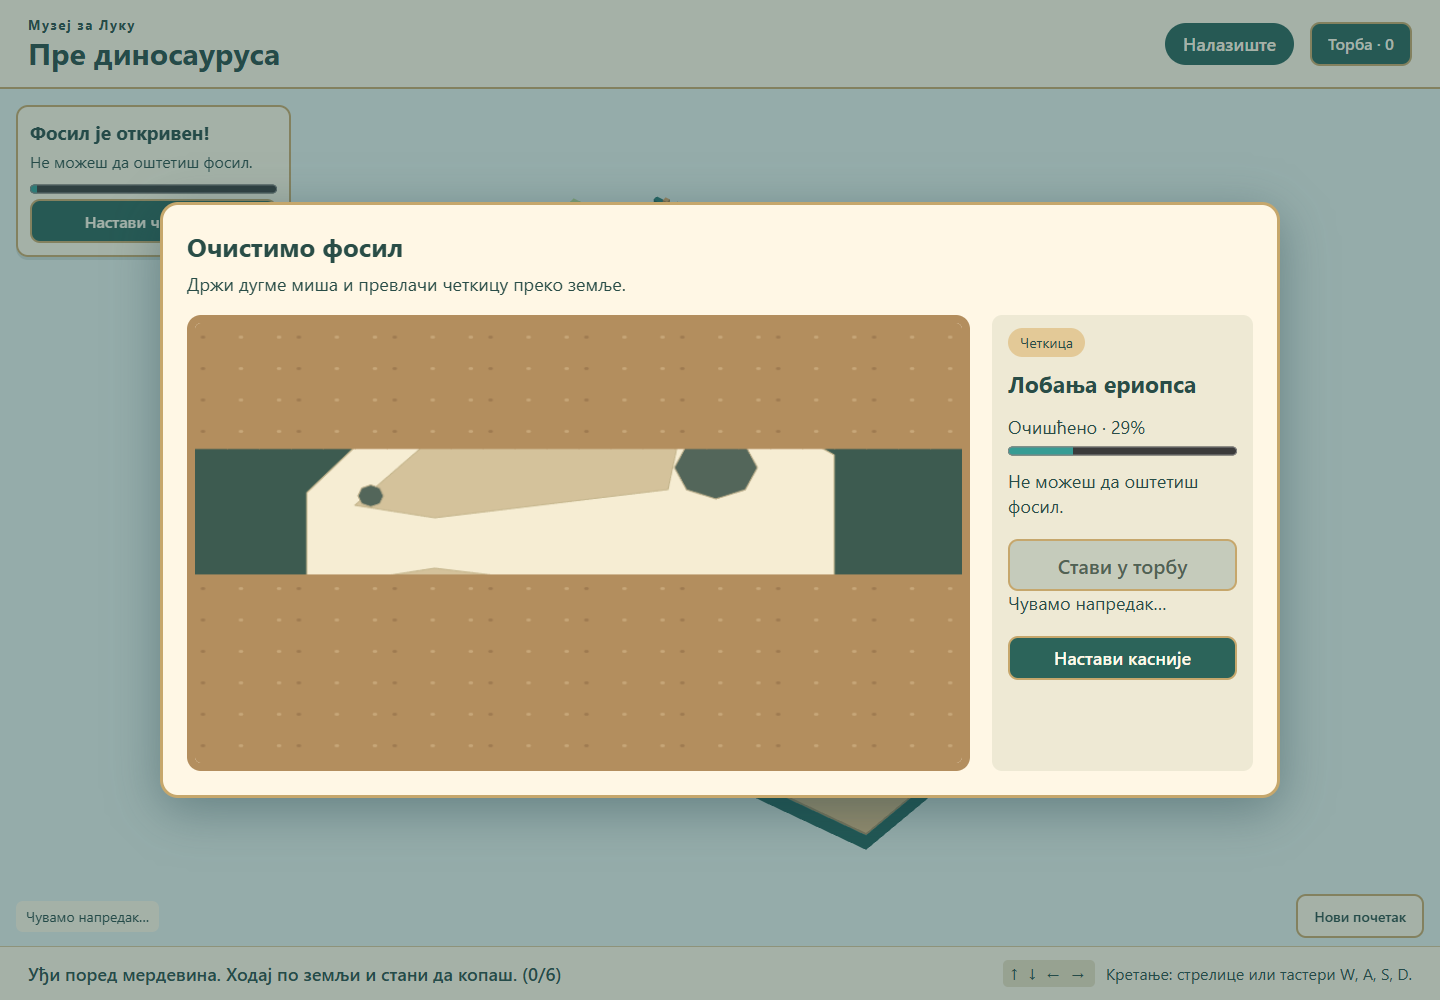 Музеј за Луку
Пре диносауруса
Налазиште
Торба · 0
Фосил је откривен!
Не можеш да оштетиш фосил.
Настави ч
Очистимо фосил
Држи дугме миша и превлачи четкицу преко земље.
Четкица
Лобања ериопса
Очишћено · 29%
Не можеш да оштетиш
фосил.
Стави у торбу
Чувамо напредак...
Настави касније
Чувамо напредак...
Нови почетак
Уђи поред мердевина. Ходај по земљи и стани да копаш. (0/6)
↑ ↓ ← → Кретање: стрелице или тастери W, A, S, D.